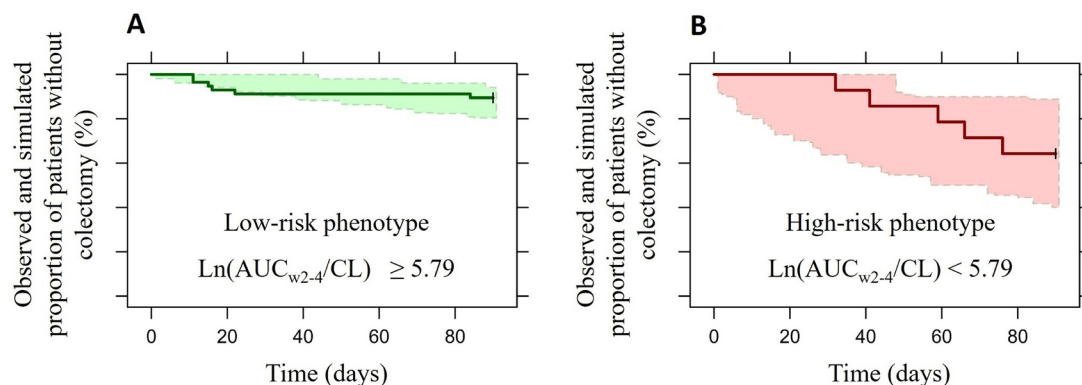 A
Observed and simulated
proportion of patients without
colectomy (%)
Low-risk phenotype
Ln(AUCw2-4/CL) ≥ 5.79
0 20 40 60 80
Time (days)
B
Observed and simulated
proportion of patients without
colectomy (%)
High-risk phenotype
Ln(AUCw2-4/CL) < 5.79
0 20 40 60 80
Time (days)